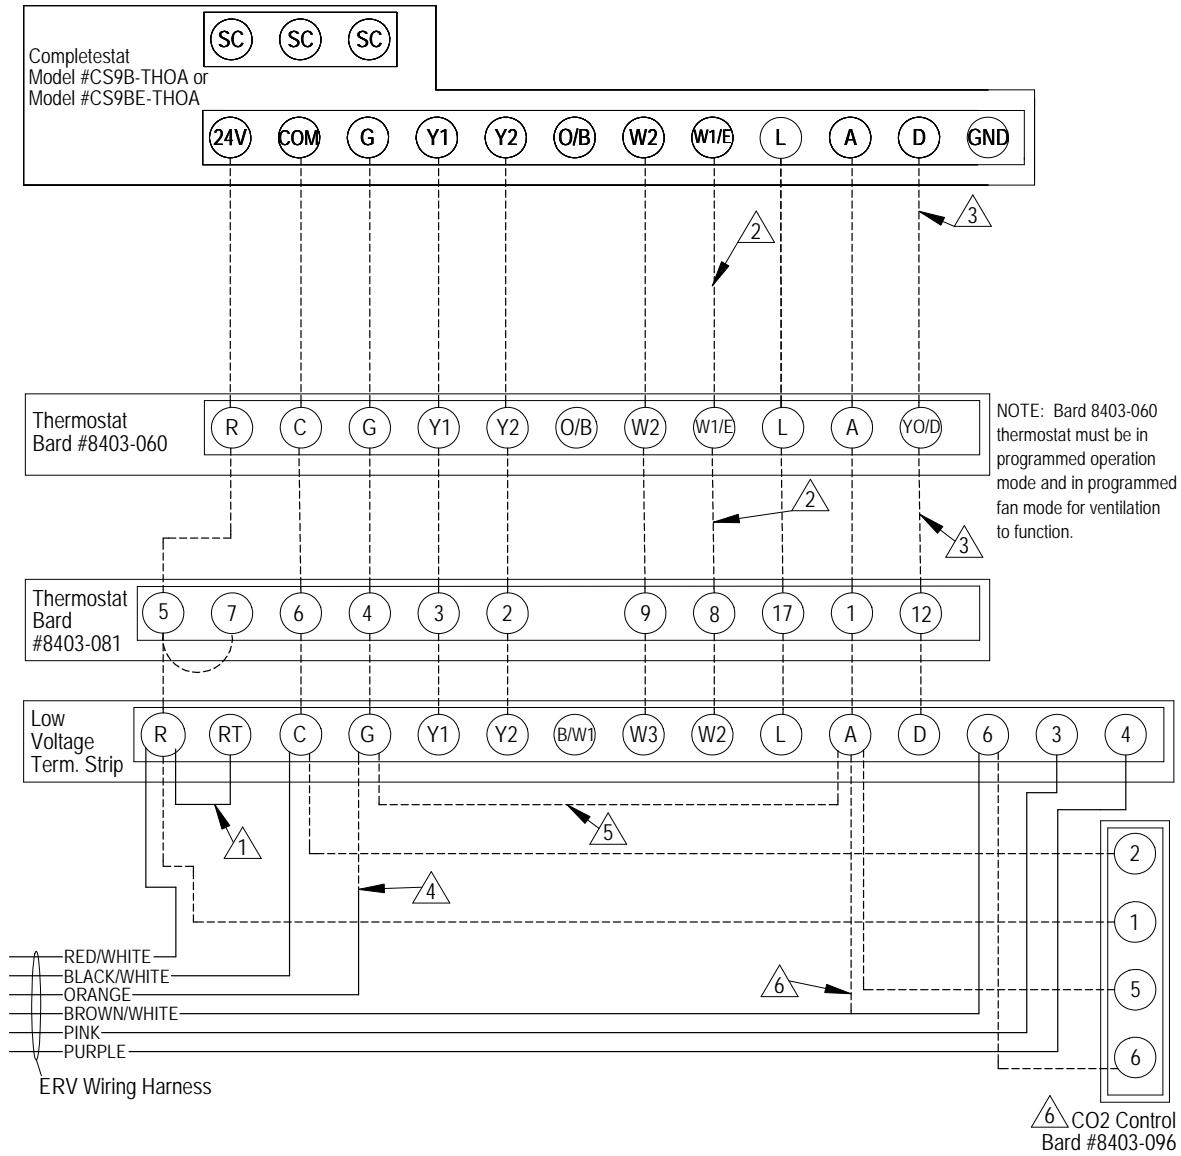 SC SC SC
Completestat
Model #CS9B-THOA or
Model #CS9BE-THOA
24V COM G Y1 Y2 O/B W2 W1/E L A D GND
3
2
Thermostat
Bard #8403-060
R C G Y1 Y2 O/B W2 W1/E L A YO/D
NOTE: Bard 8403-060
thermostat must be in
programmed operation
mode and in programmed
fan mode for ventilation
to function.
2
3
Thermostat
Bard
#8403-081
5 7 6 4 3 2 9 8 17 1 12
Low
Voltage
Term. Strip
R RT C G Y1 Y2 B/W1 W3 W2 L A D 6 3 4
1
5
2
4
1
RED/WHITE
BLACK/WHITE
ORANGE
BROWN/WHITE
PINK
PURPLE
6
5
6
ERV Wiring Harness
6 CO2 Control
Bard #8403-096